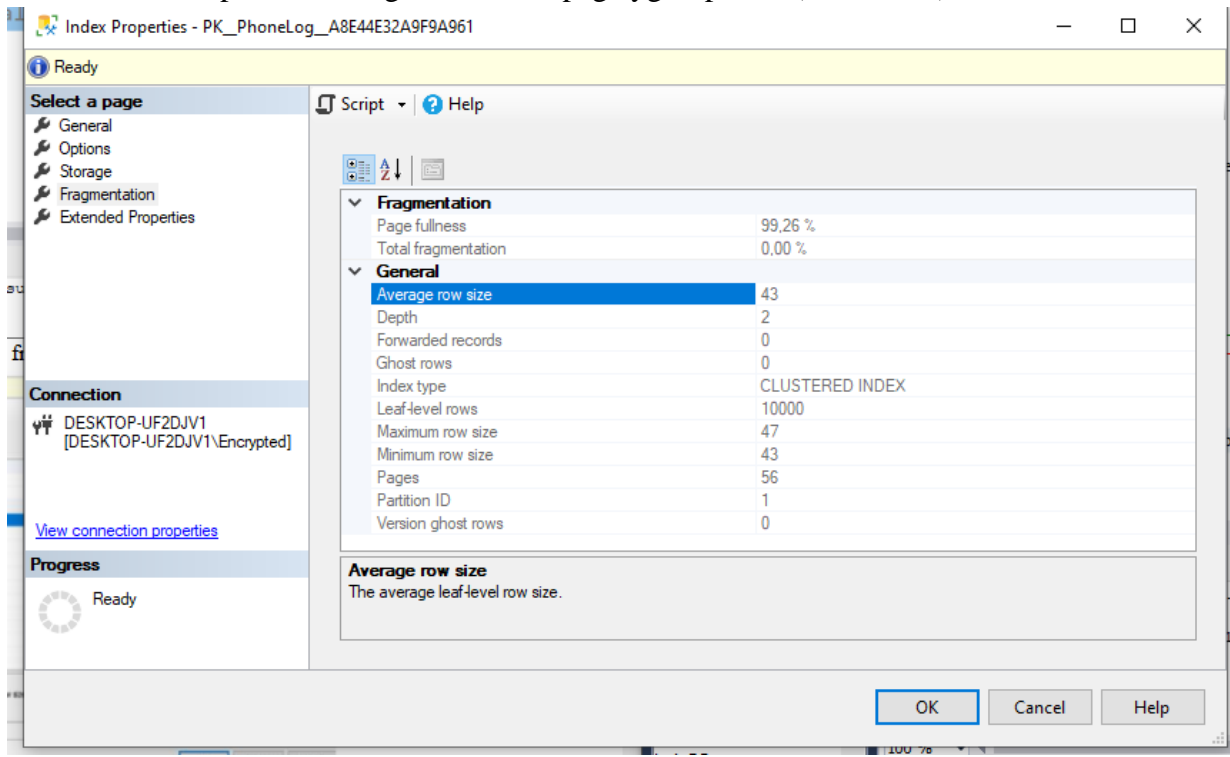 Index Properties - PK__PhoneLog__A8E44E32A9F9A961
Ready
Select a page
General
Options
Storage
Fragmentation
Extended Properties
Connection
DESKTOP-UF2DJV1
[DESKTOP-UF2DJV1\Encrypted]
View connection properties
Progress
Ready
Script Help
Fragmentation
Page fullness 99,26 %
Total fragmentation 0,00 %
General
Average row size 43
Depth 2
Forwarded records 0
Ghost rows 0
Index type CLUSTERED INDEX
Leaf-level rows 10000
Maximum row size 47
Minimum row size 43
Pages 56
Partition ID 1
Version ghost rows 0
Average row size
The average leaf-level row size.
OK Cancel Help
100 %